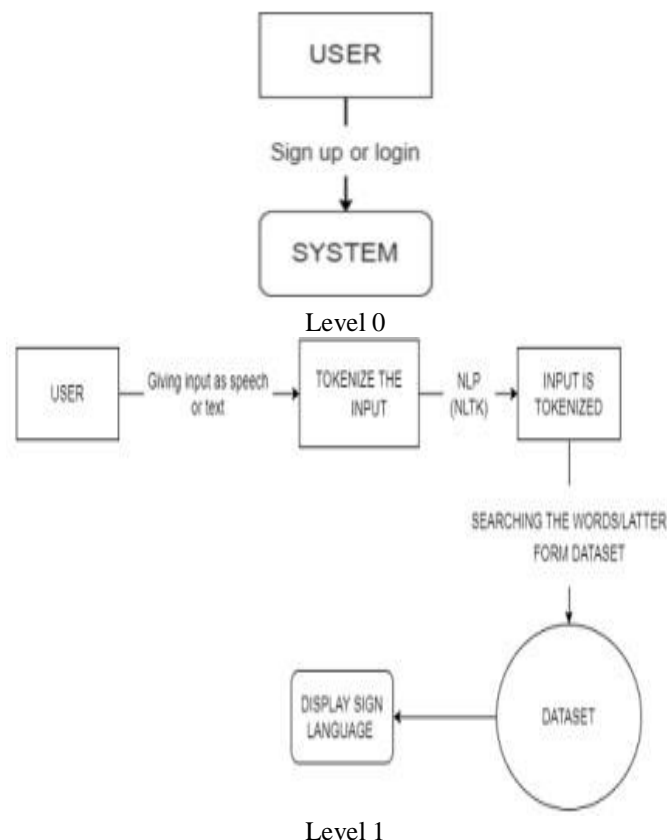 USER
Sign up or login
SYSTEM
Level 0
USER
Giving input as speech
or text
TOKENIZE THE
INPUT
NLP
(NLTK)
INPUT IS
TOKENIZED
SEARCHING THE WORDS/LATTER
FORM DATASET
DATASET
DISPLAY SIGN
LANGUAGE
Level 1